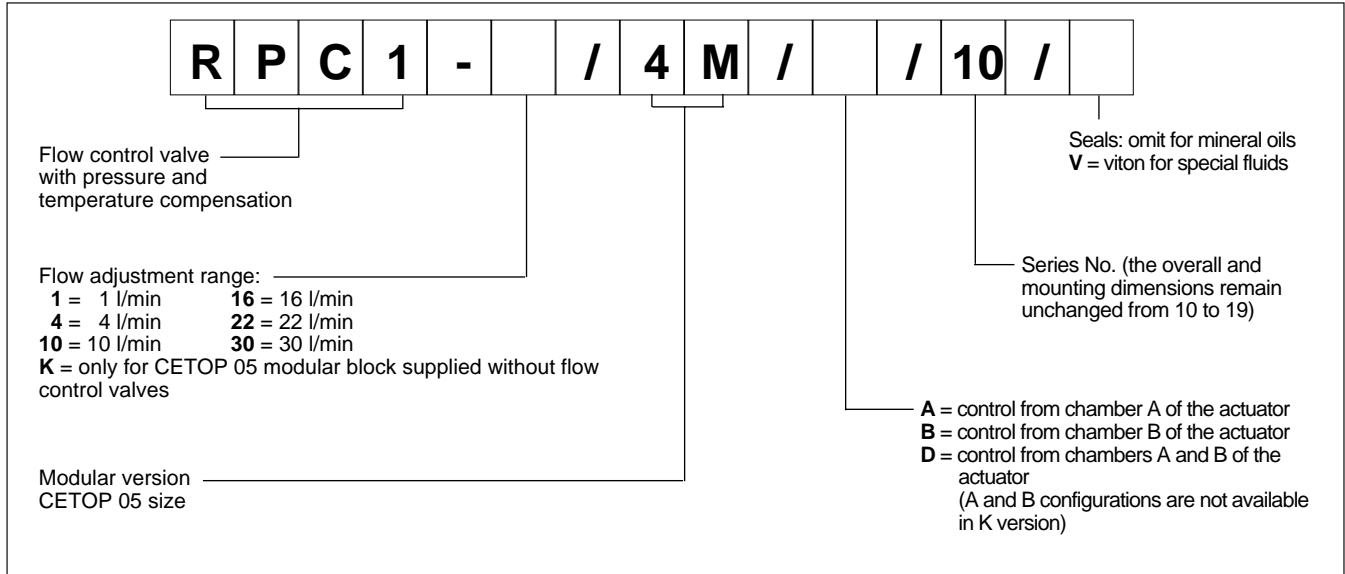 R P C 1 - / 4 M / / 10 /
Flow control valve
with pressure and
temperature compensation
Seals: omit for mineral oils
V = viton for special fluids
Flow adjustment range:
1 = 1 l/min 16 = 16 l/min
4 = 4 l/min 22 = 22 l/min
10 = 10 l/min 30 = 30 l/min
K = only for CETOP 05 modular block supplied without flow
control valves
Series No. (the overall and
mounting dimensions remain
unchanged from 10 to 19)
A = control from chamber A of the actuator
B = control from chamber B of the actuator
D = control from chambers A and B of the
actuator
(A and B configurations are not available
in K version)
Modular version
CETOP 05 size